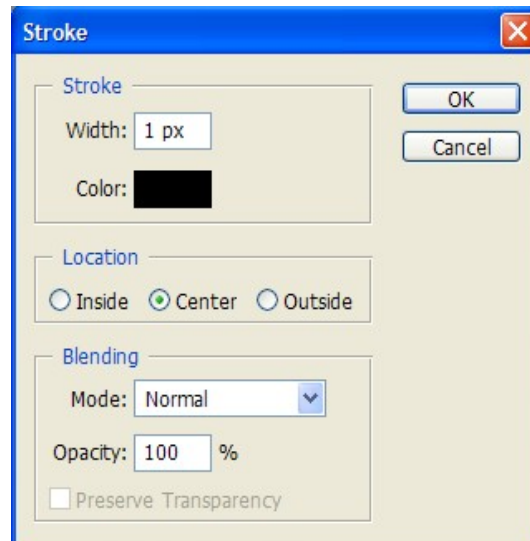 Stroke
Stroke
Width: 1 px
Color:
OK
Cancel
Location
Inside Center Outside
Blending
Mode: Normal
Opacity: 100 %
Preserve Transparency